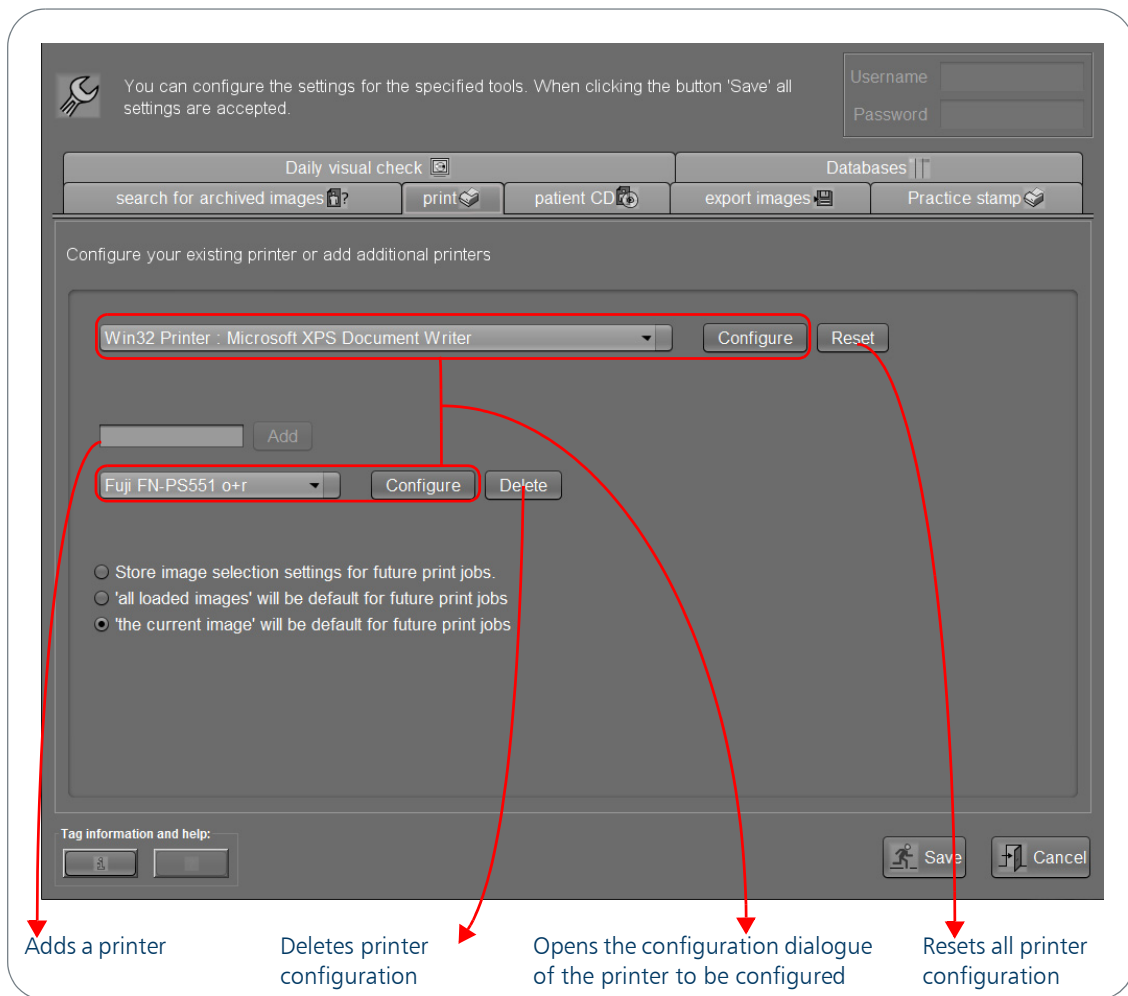 You can configure the settings for the specified tools. When clicking the button 'Save' all
settings are accepted.
Username
Password
Daily visual check
Databases
search for archived images ?
print
patient CD
export images
Practice stamp
Configure your existing printer or add additional printers
Win32 Printer : Microsoft XPS Document Writer
Configure
Reset
Add
Fuji FN-PS551 o+r
Configure
Delete
Store image selection settings for future print jobs.
'all loaded images' will be default for future print jobs
'the current image' will be default for future print jobs
Tag information and help:
Save
Cancel
Adds a printer
Deletes printer
configuration
Opens the configuration dialogue
of the printer to be configured
Resets all printer
configuration